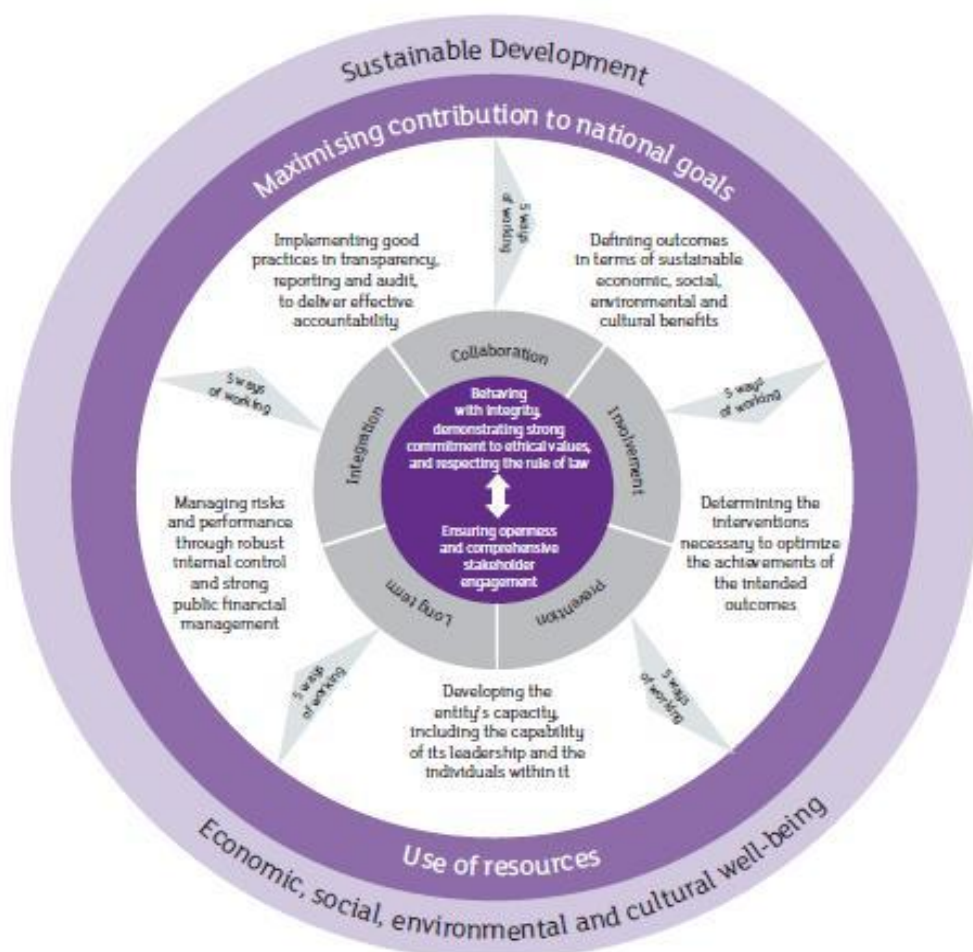 Sustainable Development
Maximising contribution to national goals
5 ways
of working
Implementing good
practices in transparency,
reporting and audit,
to deliver effective
accountability
Defining outcomes
in terms of sustainable
economic, social,
environmental and
cultural benefits
Collaboration
5 ways
of working
5 ways
of working
Integration
Involvement
Behaving
with integrity,
demonstrating strong
commitment to ethical values,
and respecting the rule of law
Managing risks
and performance
through robust
internal control
and strong
public financial
management
Determining the
interventions
necessary to optimize
the achievements of
the intended
outcomes
Ensuring openness
and comprehensive
stakeholder
engagement
Long term
Prevention
5 ways
of working
5 ways
of working
Developing the
entity's capacity,
including the capability
of its leadership and the
individuals within it
Use of resources
Economic, social, environmental and cultural well-being